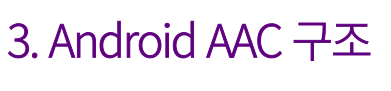 3. Android AAC 구조